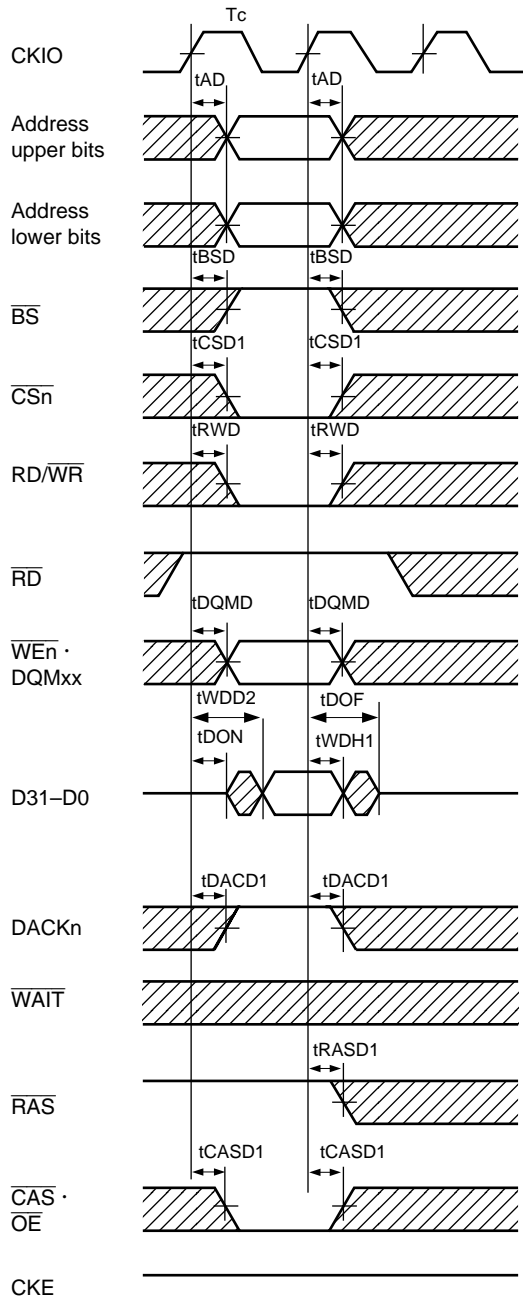 Tc
CKIO
tAD tAD
Address
upper bits
Address
lower bits
tBSD tBSD
BS
tCSD1 tCSD1
CSn
tRWD tRWD
RD/WR
RD
tDQMD tDQMD
WEn ·
DQMxx
tWDD2 tDOF
tDON tWDH1
D31–D0
tDACD1 tDACD1
DACKn
WAIT
tRASD1
RAS
tCASD1 tCASD1
CAS ·
OE
CKE